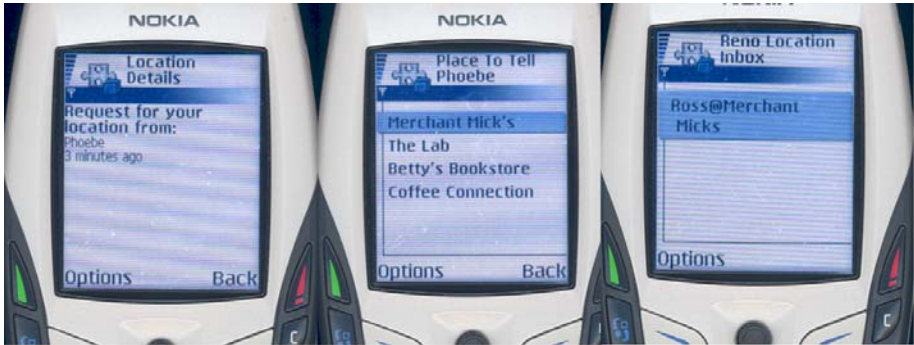 NOKIA
Location
Details
Request for your
location from:
Phoebe
3 minutes ago
Options Back
NOKIA
Place To Tell
Phoebe
Merchant Mick's
The Lab
Betty's Bookstore
Coffee Connection
Options Back
Reno Location
Inbox
Ross@Merchant
Micks
Options
C